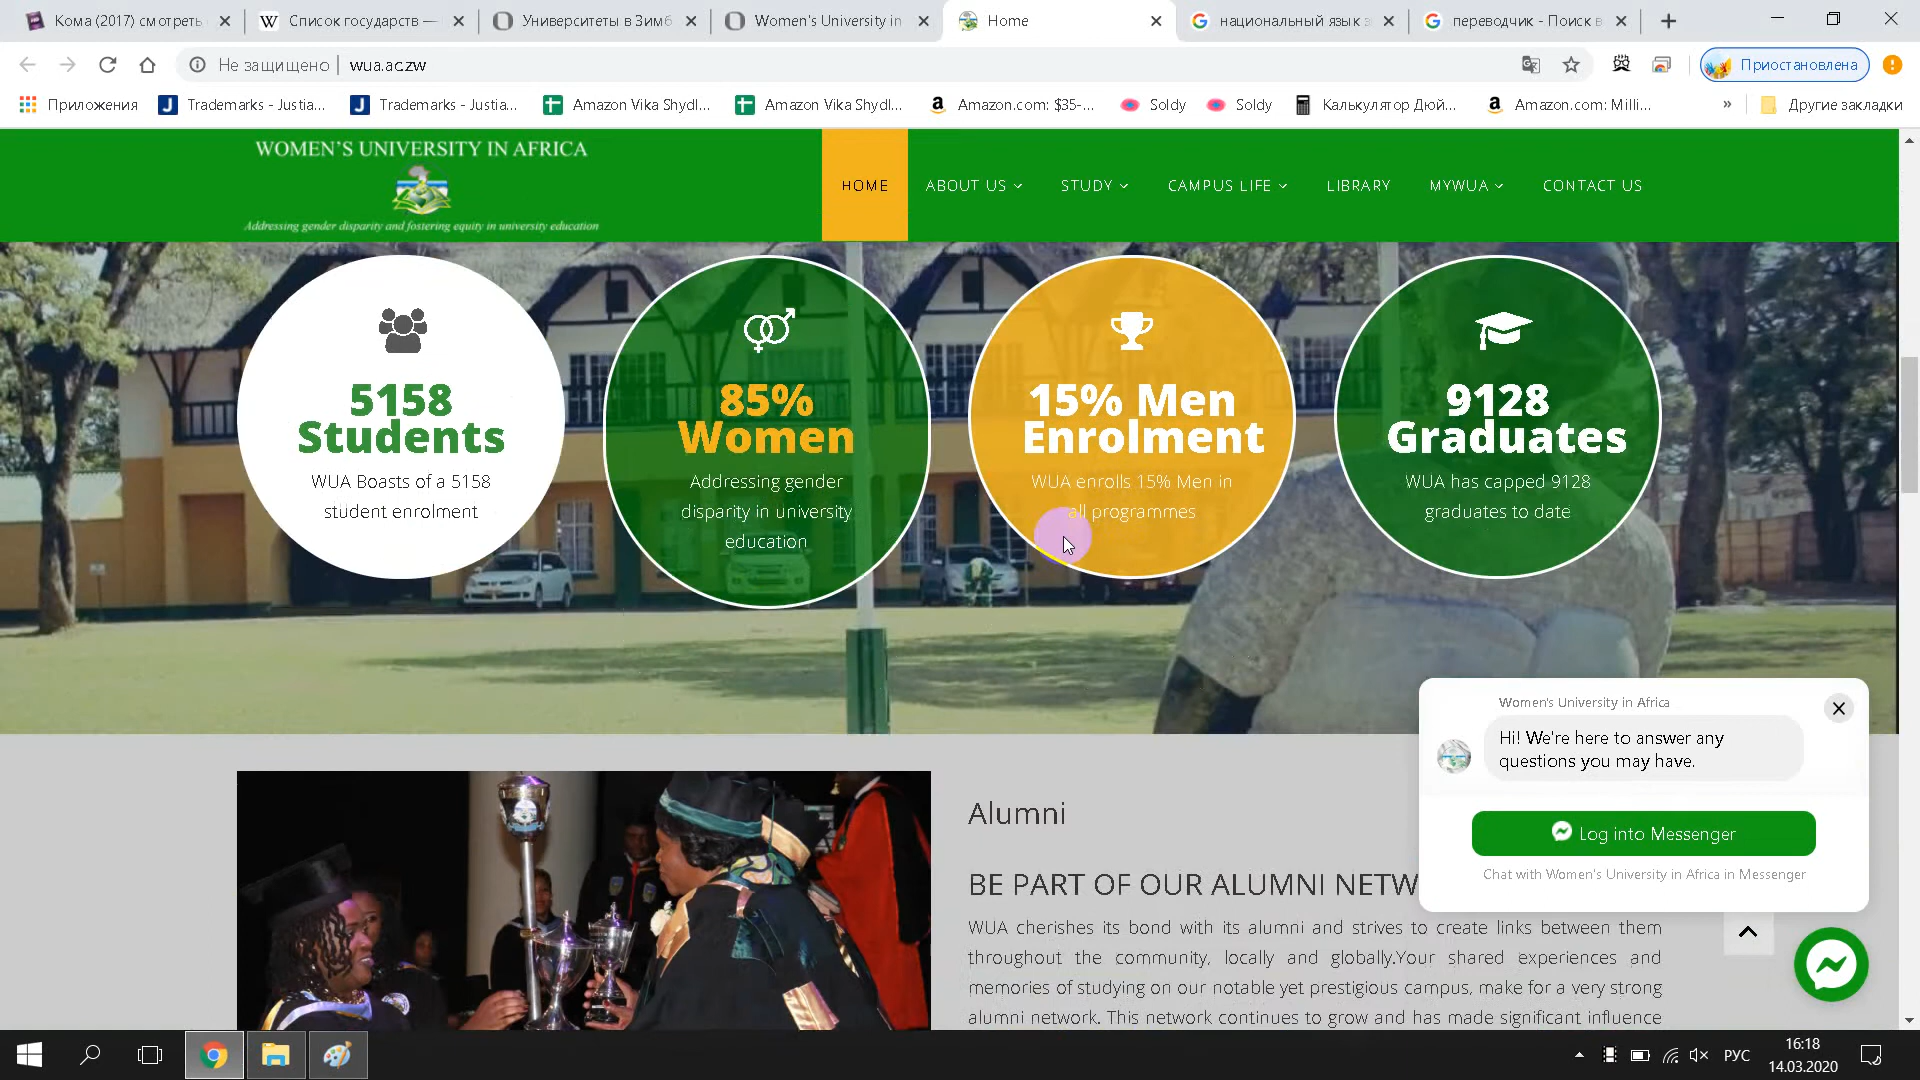 Кома (2017) смотреть
Список государств —
Университеты в Зимб
Women's University in
Home
национальный язык з
переводчик - Поиск в
Не защищено
wua.ac.zw
Приостановлена
Приложения
Trademarks - Justia...
Trademarks - Justia...
Amazon Vika Shydl...
Amazon Vika Shydl...
Amazon.com: $35-...
Soldy
Soldy
Калькулятор Дюй...
Amazon.com: Milli...
»
Другие закладки
WOMEN'S UNIVERSITY IN AFRICA
Addressing gender disparity and fostering equity in university education
HOME
ABOUT US
STUDY
CAMPUS LIFE
LIBRARY
MYWUA
CONTACT US
5158
Students
WUA Boasts of a 5158
student enrolment
85%
Women
Addressing gender
disparity in university
education
15% Men
Enrolment
WUA enrolls 15% Men in
all programmes
9128
Graduates
WUA has capped 9128
graduates to date
Alumni
BE PART OF OUR ALUMNI NETW
WUA cherishes its bond with its alumni and strives to create links between them
throughout the community, locally and globally.Your shared experiences and
memories of studying on our notable yet prestigious campus, make for a very strong
alumni network. This network continues to grow and has made significant influence
Women's University in Africa
Hi! We're here to answer any
questions you may have.
Log into Messenger
Chat with Women's University in Africa in Messenger
РУС
16:18
14.03.2020